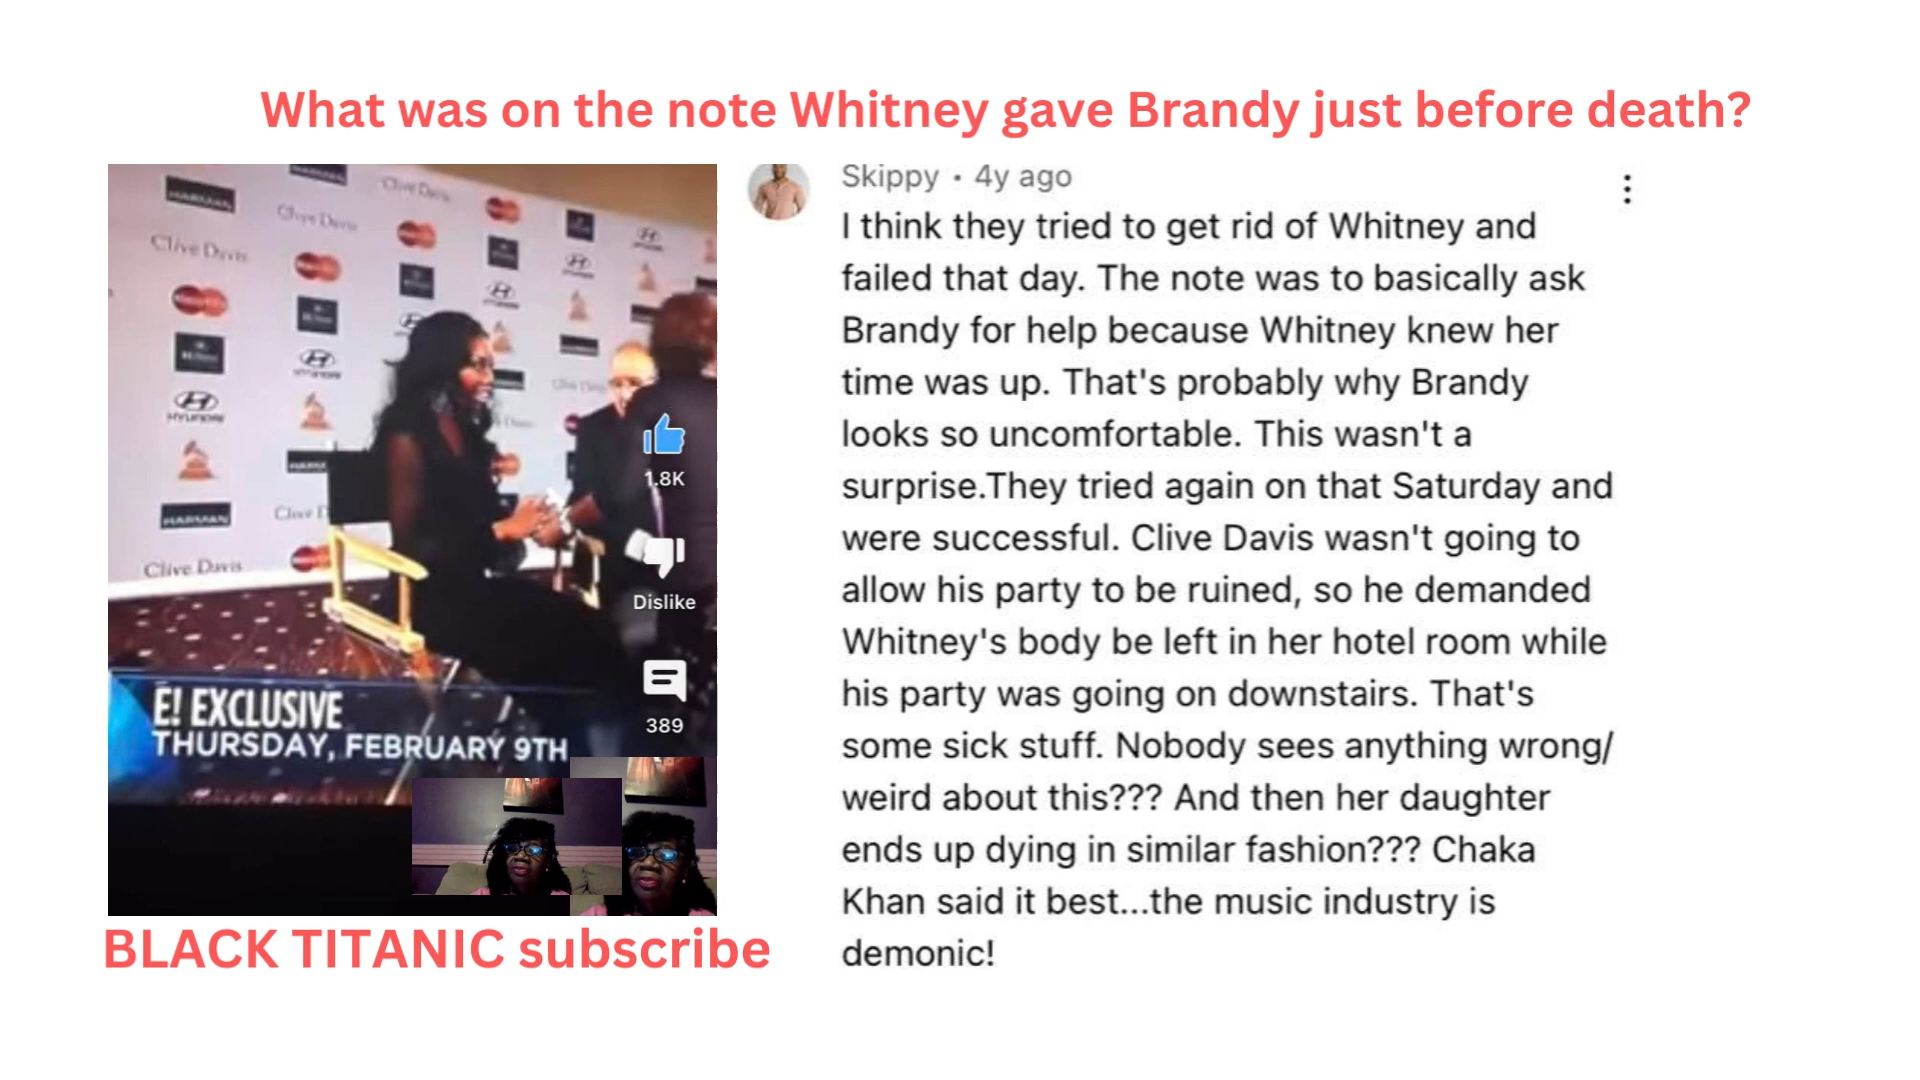 What was on the note Whitney gave Brandy just before death?
HARMAN
Clive Davis
Clive Davis
Clive Davis
HYUNDAI
HYUNDAI
HARMAN
HARMAN
Clive Davis
1.8K
Dislike
389
E! EXCLUSIVE
THURSDAY, FEBRUARY 9TH
Skippy • 4y ago
I think they tried to get rid of Whitney and
failed that day. The note was to basically ask
Brandy for help because Whitney knew her
time was up. That's probably why Brandy
looks so uncomfortable. This wasn't a
surprise.They tried again on that Saturday and
were successful. Clive Davis wasn't going to
allow his party to be ruined, so he demanded
Whitney's body be left in her hotel room while
his party was going on downstairs. That's
some sick stuff. Nobody sees anything wrong/
weird about this??? And then her daughter
ends up dying in similar fashion??? Chaka
Khan said it best...the music industry is
demonic!
BLACK TITANIC subscribe